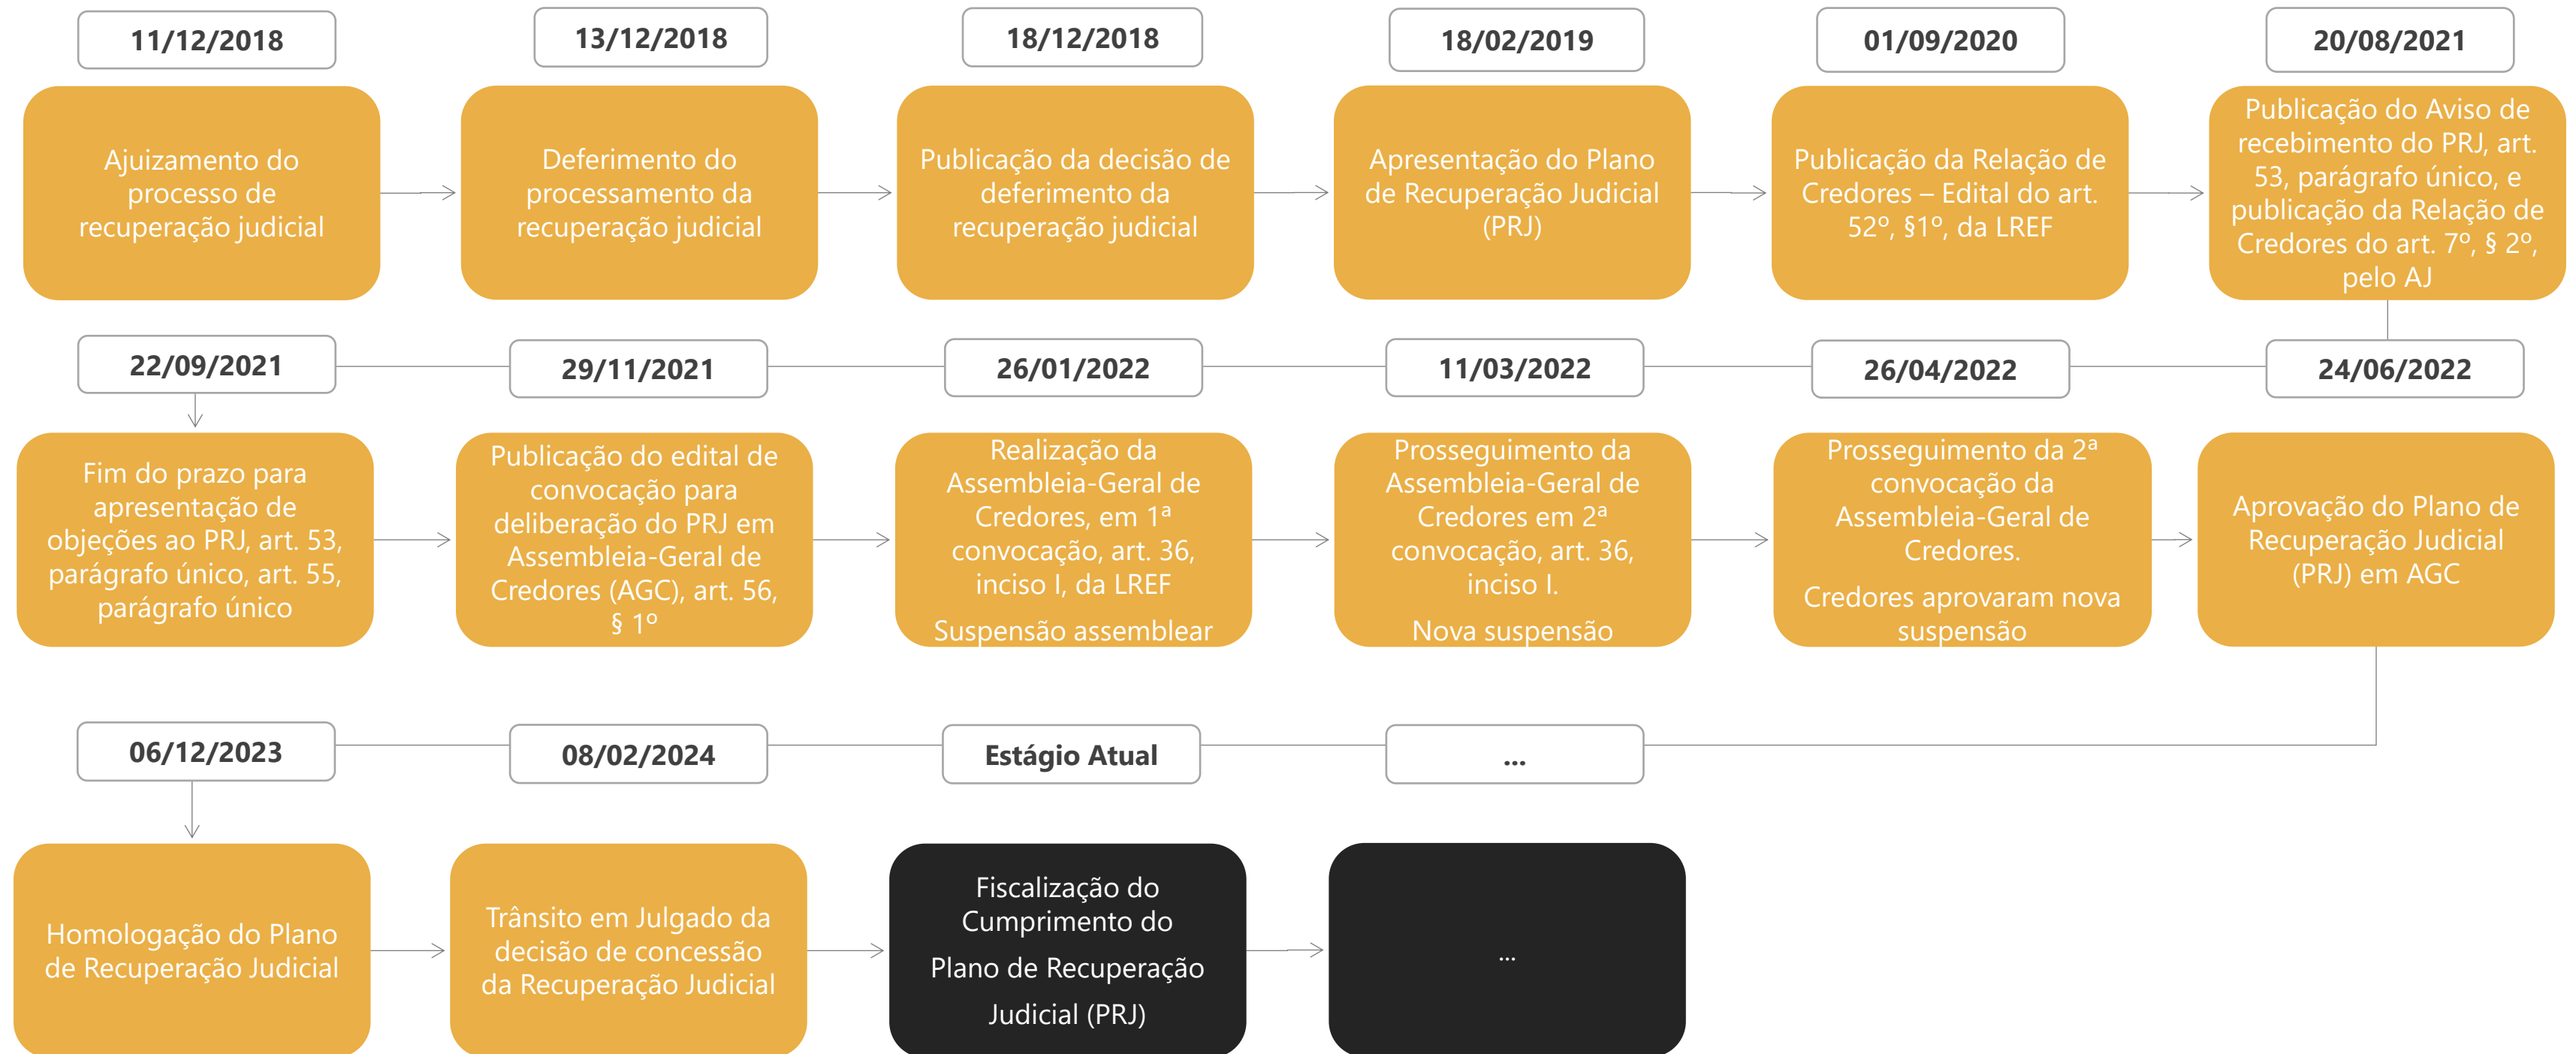 11/12/2018
Ajuizamento do
processo de
recuperação judicial
13/12/2018
Deferimento do
processamento da
recuperação judicial
18/12/2018
Publicação da decisão de
deferimento da
recuperação judicial
18/02/2019
Apresentação do Plano
de Recuperação Judicial
(PRJ)
01/09/2020
Publicação da Relação de
Credores – Edital do art.
52º, §1º, da LREF
20/08/2021
Publicação do Aviso de
recebimento do PRJ, art.
53, parágrafo único, e
publicação da Relação de
Credores do art. 7º, § 2º,
pelo AJ
22/09/2021
Fim do prazo para
apresentação de
objeções ao PRJ, art. 53,
parágrafo único, art. 55,
parágrafo único
29/11/2021
Publicação do edital de
convocação para
deliberação do PRJ em
Assembleia-Geral de
Credores (AGC), art. 56,
§ 1º
26/01/2022
Realização da
Assembleia-Geral de
Credores, em 1ª
convocação, art. 36,
inciso I, da LREF
Suspensão assemblear
11/03/2022
Prosseguimento da
Assembleia-Geral de
Credores em 2ª
convocação, art. 36,
inciso I.
Nova suspensão
26/04/2022
Prosseguimento da 2ª
convocação da
Assembleia-Geral de
Credores.
Credores aprovaram nova
suspensão
24/06/2022
Aprovação do Plano de
Recuperação Judicial
(PRJ) em AGC
06/12/2023
Homologação do Plano
de Recuperação Judicial
08/02/2024
Trânsito em Julgado da
decisão de concessão
da Recuperação Judicial
Estágio Atual
Fiscalização do
Cumprimento do
Plano de Recuperação
Judicial (PRJ)
...
...